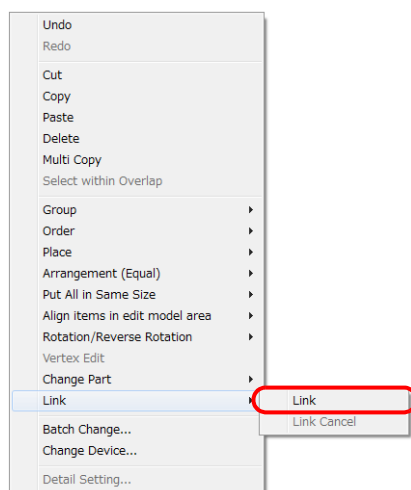 Undo
Redo
Cut
Copy
Paste
Delete
Multi Copy
Select within Overlap
Group
Order
Place
Arrangement (Equal)
Put All in Same Size
Align items in edit model area
Rotation/Reverse Rotation
Vertex Edit
Change Part
Link
Link
Link Cancel
Batch Change...
Change Device...
Detail Setting...